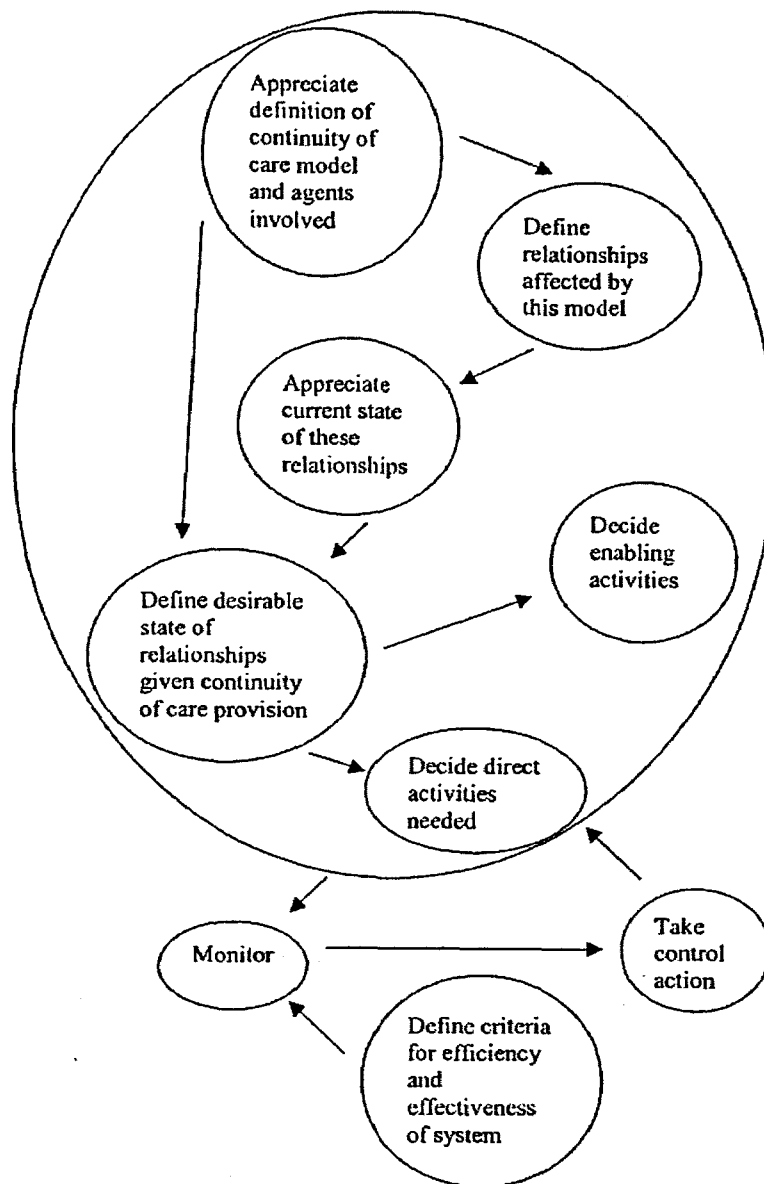 Appreciate
definition of
continuity of
care model
and agents
involved
Define
relationships
affected by
this model
Appreciate
current state
of these
relationships
Decide
enabling
activities
Define desirable
state of
relationships
given continuity
of care provision
Decide direct
activities
needed
Monitor
Take
control
action
Define criteria
for efficiency
and
effectiveness
of system